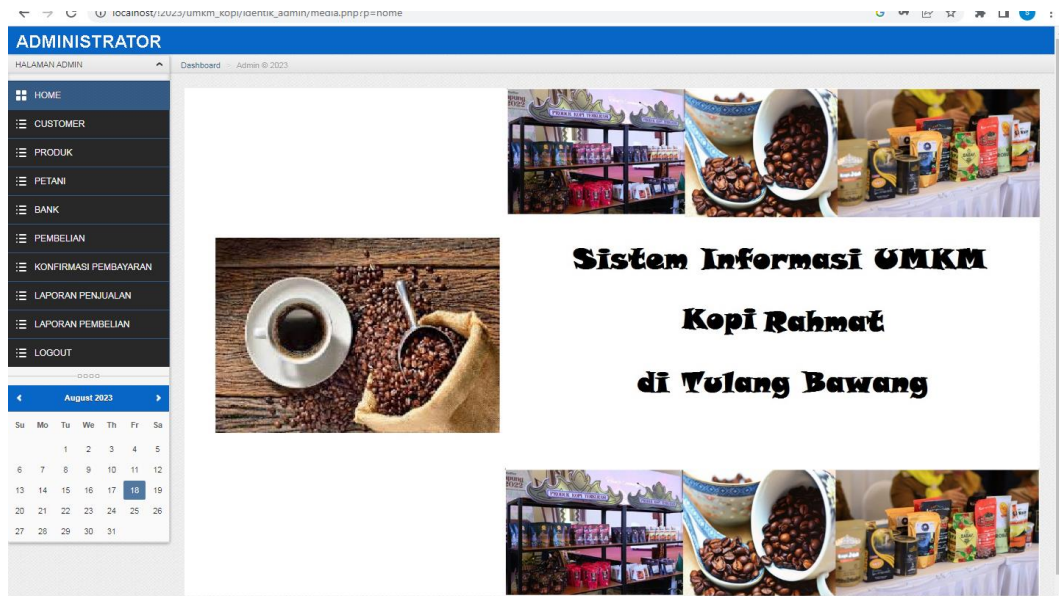 localhost/!2023/umkm_kopi/identik_admin/media.php?p=home
ADMINISTRATOR
HALAMAN ADMIN
Dashboard Admin © 2023
HOME
CUSTOMER
PRODUK
PETANI
BANK
PEMBELIAN
KONFIRMASI PEMBAYARAN
LAPORAN PENJUALAN
LAPORAN PEMBELIAN
LOGOUT
August 2023
Su Mo Tu We Th Fr Sa
1 2 3 4 5
6 7 8 9 10 11 12
13 14 15 16 17 18 19
20 21 22 23 24 25 26
27 28 29 30 31
Sistem Informasi UMKM
Kopi Rahmat
di Tulang Bawang